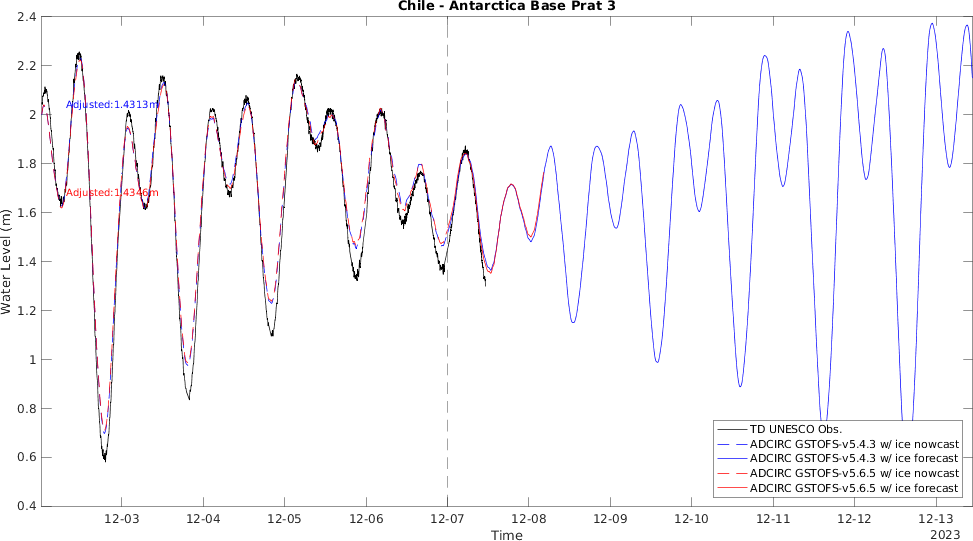 Chile - Antarctica Base Prat 3
2.4
2.2
2
1.8
1.6
1.4
1.2
1
0.8
0.6
0.4
Water Level (m)
Adjusted:1.4313m
Adjusted:1.4346m
TD UNESCO Obs.
ADCIRC GSTOFS-v5.4.3 w/ ice nowcast
ADCIRC GSTOFS-v5.4.3 w/ ice forecast
ADCIRC GSTOFS-v5.6.5 w/ ice nowcast
ADCIRC GSTOFS-v5.6.5 w/ ice forecast
12-03 12-04 12-05 12-06 12-07 12-08 12-09 12-10 12-11 12-12 12-13
Time 2023